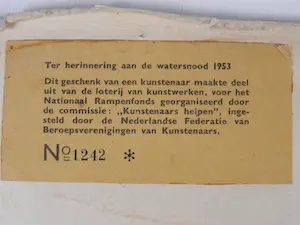 Ter herinnering aan de watersnood 1953
Dit geschenk van een kunstenaar maakte deel
uit van de loterij van kunstwerken, voor het
Nationaal Rampenfonds georganiseerd door
de commissie: „Kunstenaars helpen", inge-
steld door de Nederlandse Federatie van
Beroepsverenigingen van Kunstenaars.
No 1242 *